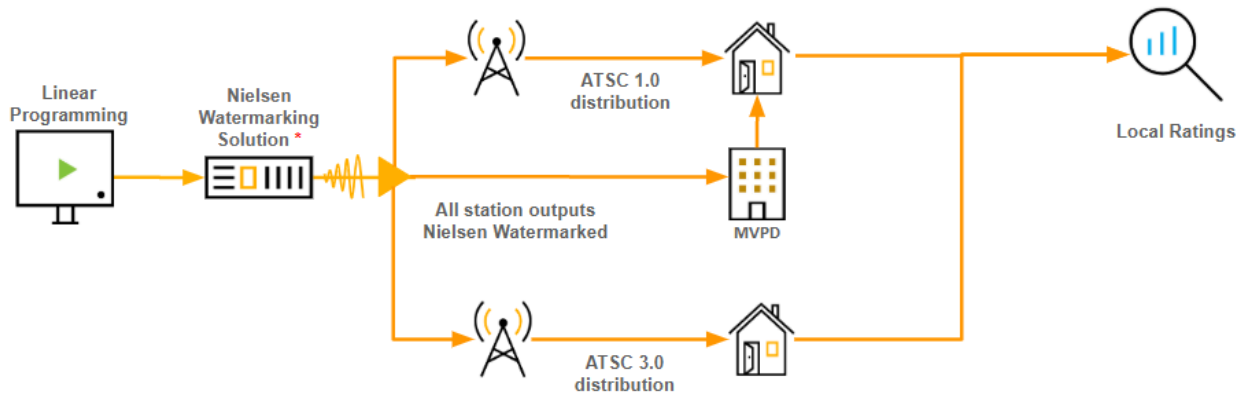 Linear
Programming
Nielsen
Watermarking
Solution *
ATSC 1.0
distribution
Local Ratings
All station outputs
Nielsen Watermarked
MVPD
ATSC 3.0
distribution